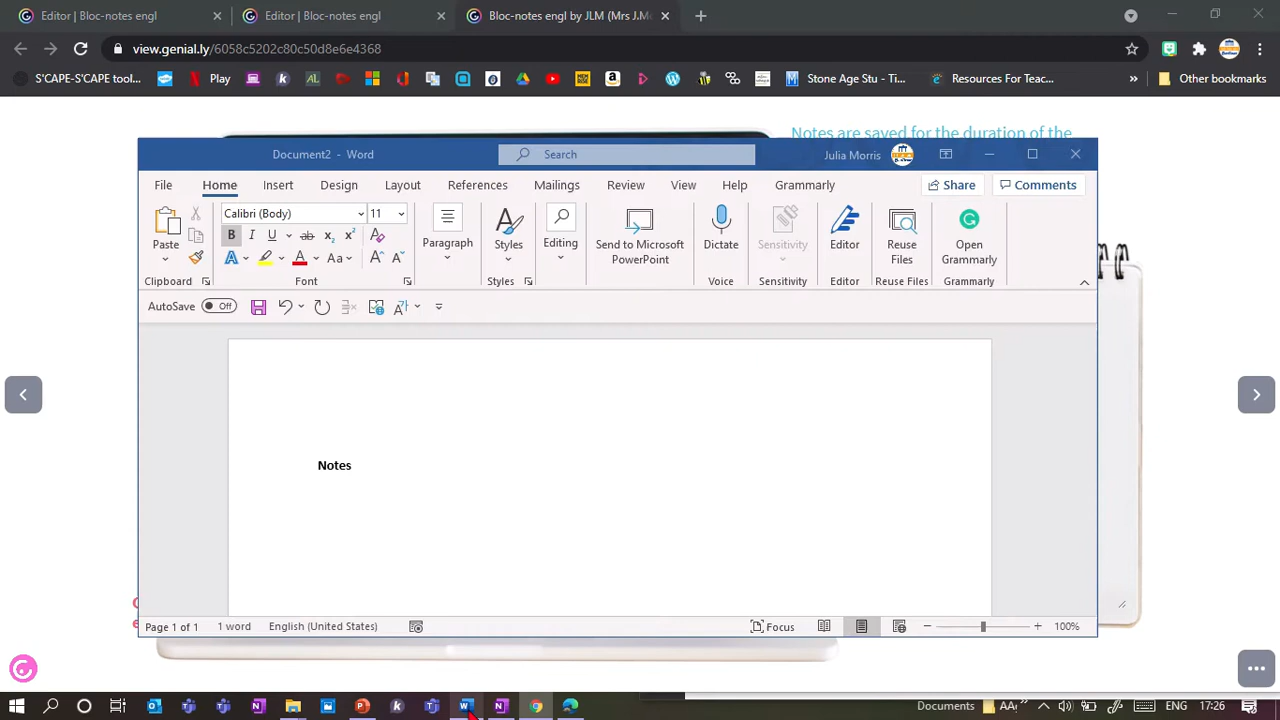 Editor | Bloc-notes engl
Editor | Bloc-notes engl
Bloc-notes engl by JLM (Mrs J.M
view.genial.ly/6058c5202c80c50d8e6e4368
S'CAPE-S'CAPE tool...
Play
AL
Stone Age Stu - Tim...
Resources For Teac...
Other bookmarks
Notes are saved for the duration of the
Document2 - Word
Search
Julia Morris
File
Home
Insert
Design
Layout
References
Mailings
Review
View
Help
Grammarly
Share
Comments
Calibri (Body)
11
Paste
Paragraph
Styles
Editing
Send to Microsoft
PowerPoint
Dictate
Sensitivity
Editor
Reuse
Files
Open
Grammarly
Clipboard
Font
Styles
Voice
Sensitivity
Editor
Reuse Files
Grammarly
AutoSave
Off
Notes
Page 1 of 1
1 word
English (United States)
Focus
100%
Documents
ENG
17:26